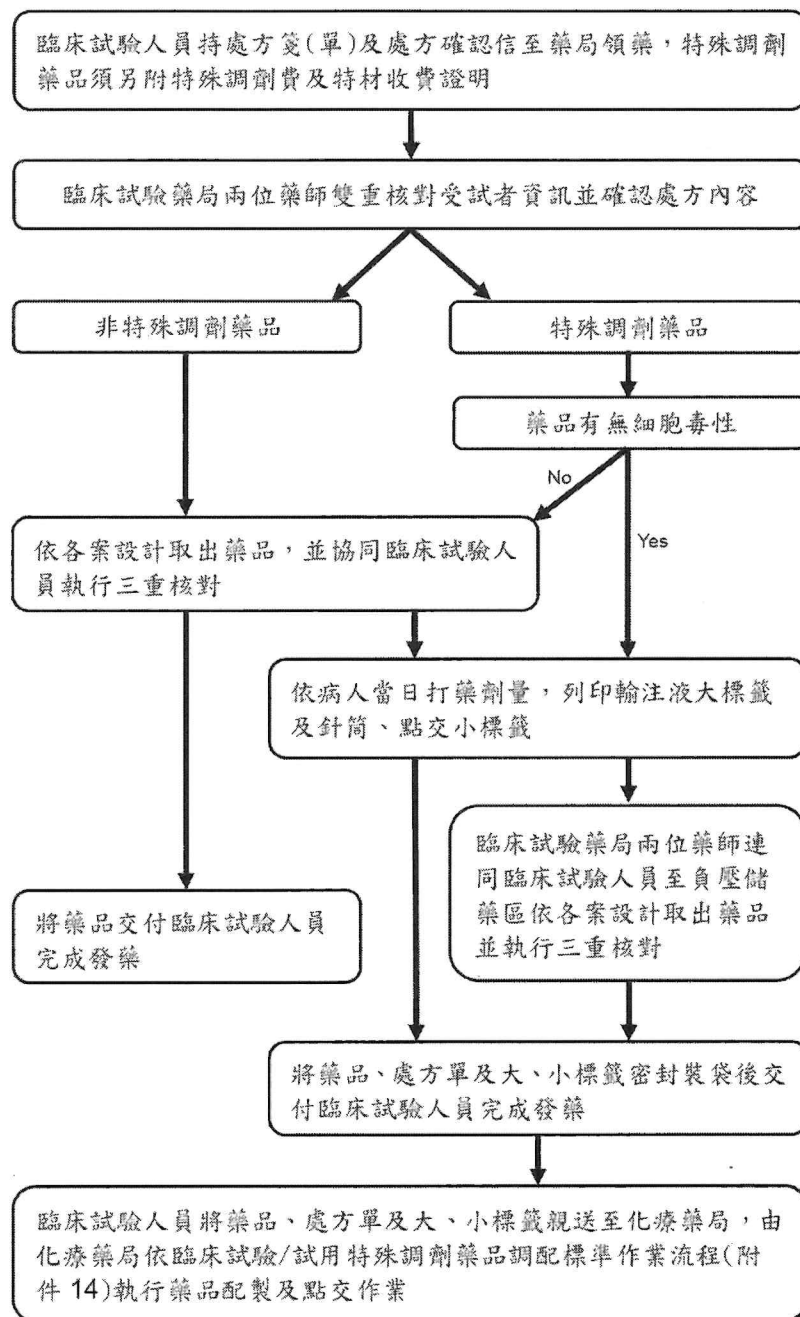 臨床試驗人員持處方箋(單)及處方確認信至藥局領藥，特殊調劑
藥品須另附特殊調劑費及特材收費證明
臨床試驗藥局兩位藥師雙重核對受試者資訊並確認處方內容
非特殊調劑藥品
特殊調劑藥品
藥品有無細胞毒性
No
Yes
依各案設計取出藥品，並協同臨床試驗人
員執行三重核對
依病人當日打藥劑量，列印輸注液大標籤
及針筒、點交小標籤
臨床試驗藥局兩位藥師連
同臨床試驗人員至負壓儲
藥區依各案設計取出藥品
並執行三重核對
將藥品交付臨床試驗人員
完成發藥
將藥品、處方單及大、小標籤密封裝袋後交
付臨床試驗人員完成發藥
臨床試驗人員將藥品、處方單及大、小標籤親送至化療藥局，由
化療藥局依臨床試驗/試用特殊調劑藥品調配標準作業流程(附
件 14)執行藥品配製及點交作業